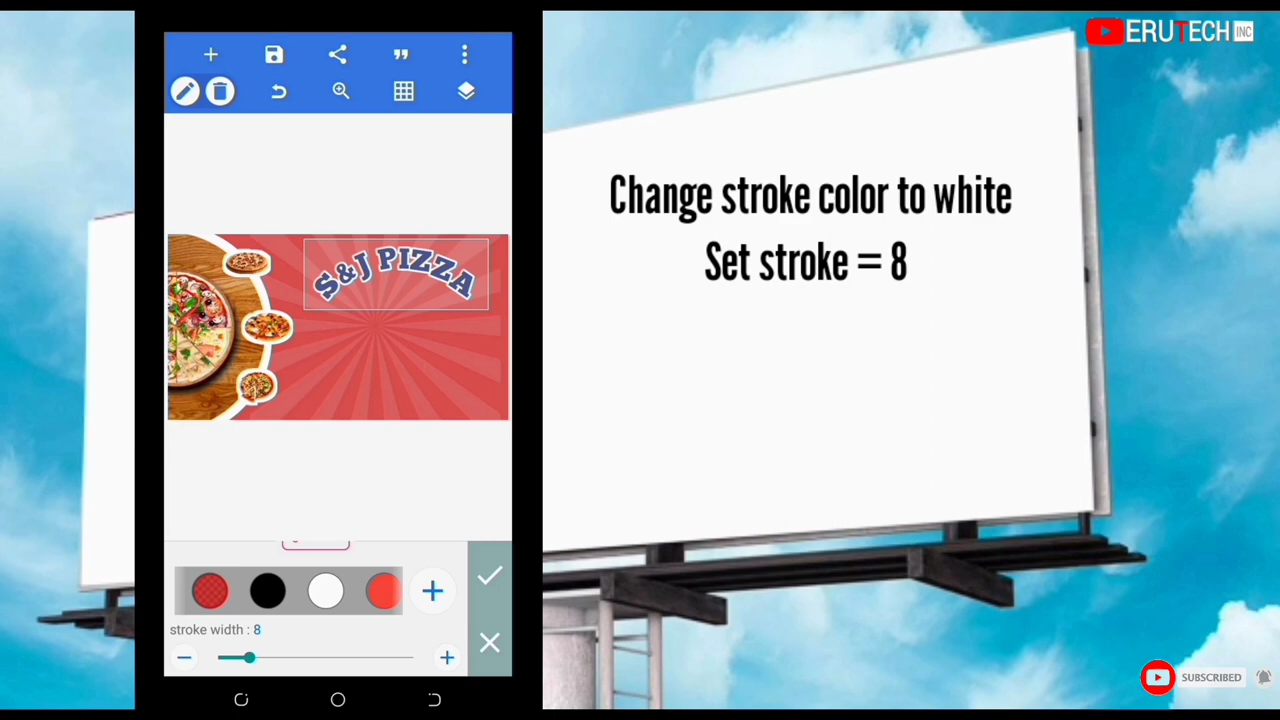 ERUTECH INC
Change stroke color to white
Set stroke = 8
S&J PIZZA
stroke width : 8
SUBSCRIBED